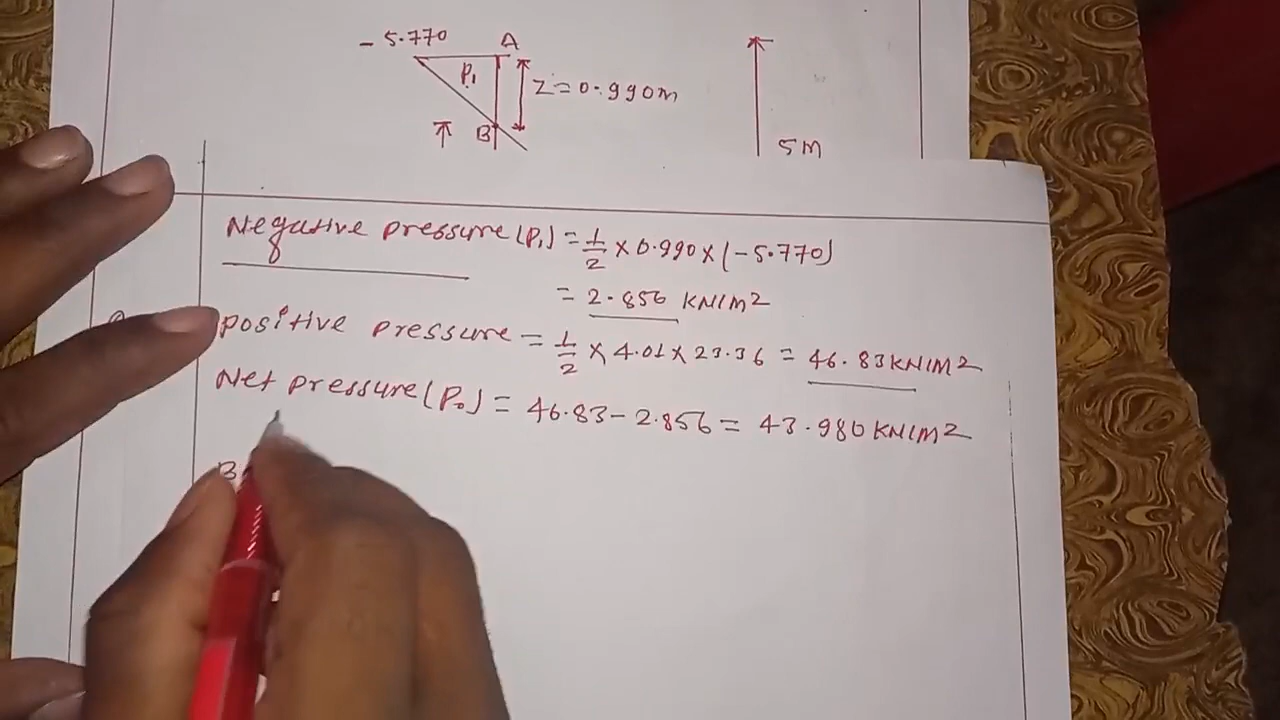 - 5.770 A
P1 Z=0.990m
B
5M
Negative pressure(P1) = 1/2 × 0.990 × (-5.770)
= 2.856 KN/M2
positive pressure = 1/2 × 4.01 × 23.36 = 46.83 KN/M2
Net pressure(Po) = 46.83 - 2.856 = 43.980 KN/M2